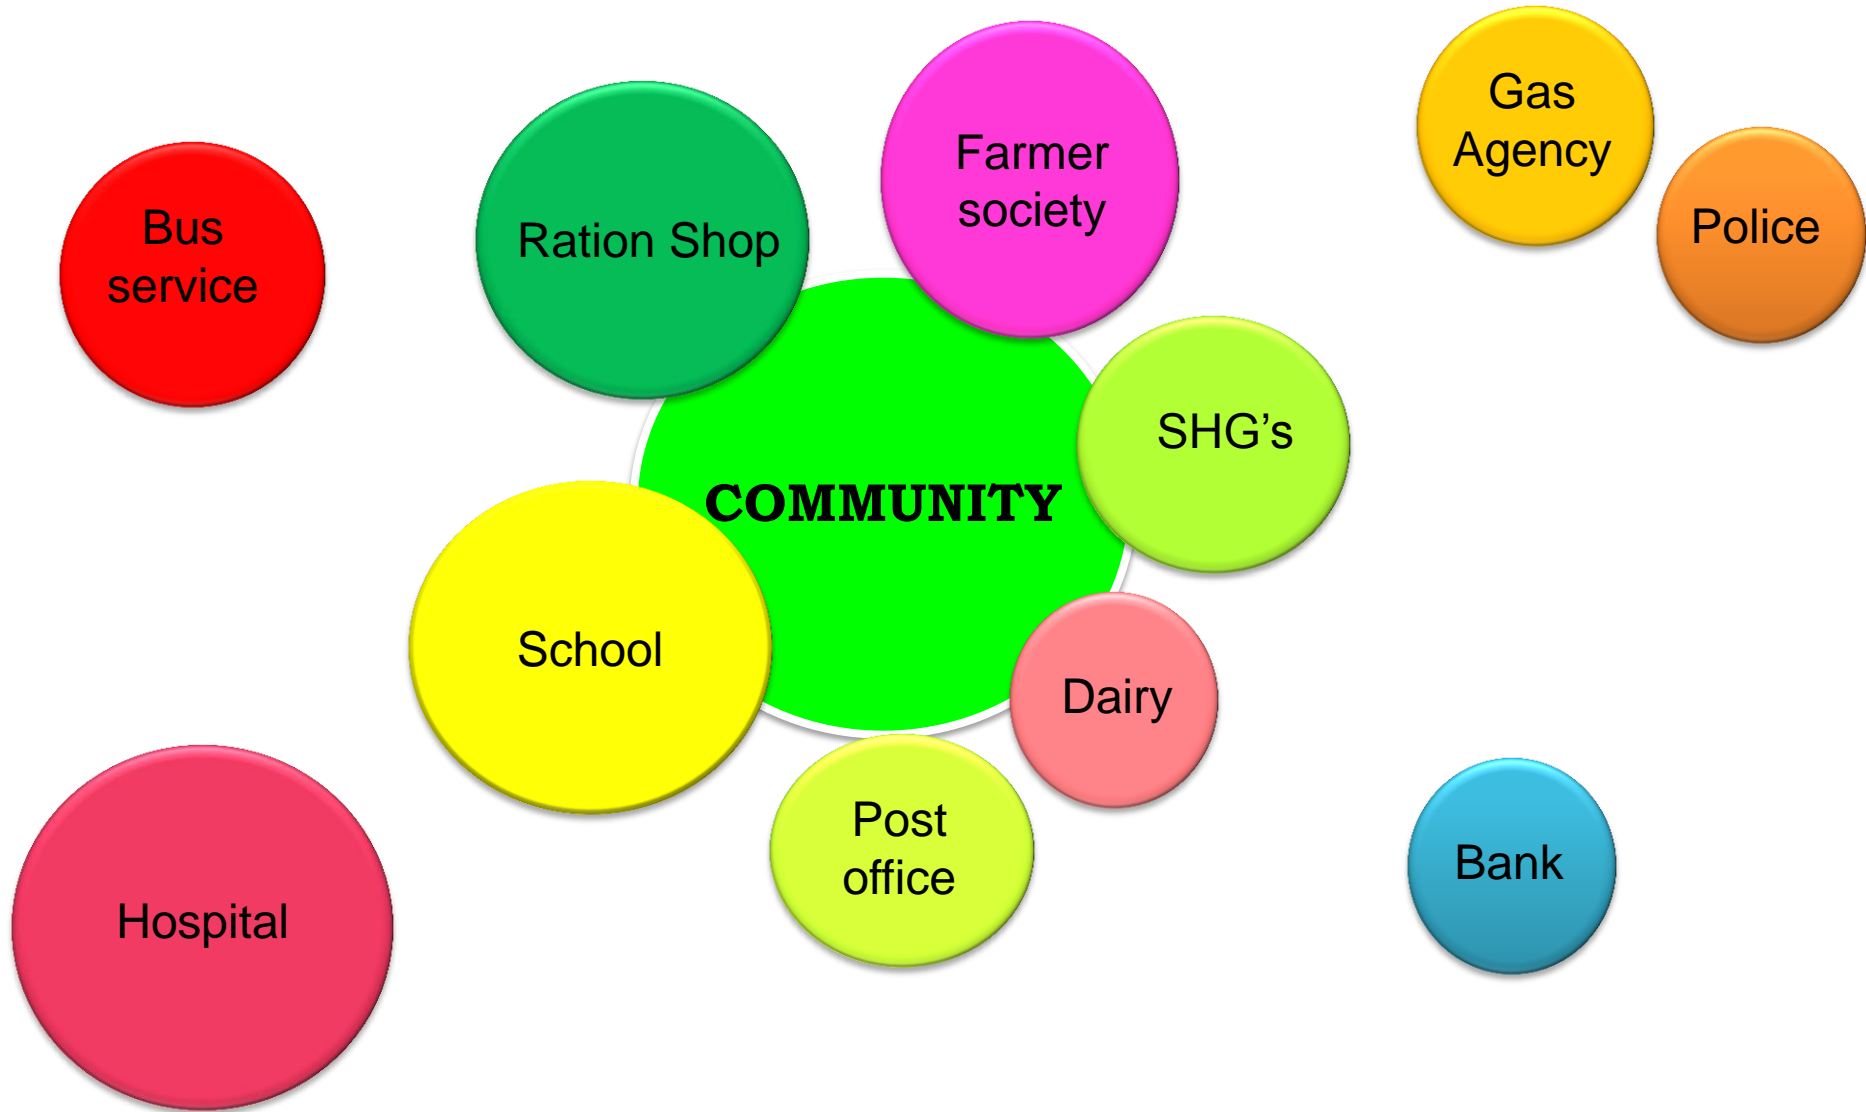 Gas
Agency
Farmer
society
Police
Bus
service
Ration Shop
SHG’s
COMMUNITY
School
Dairy
Post
office
Bank
Hospital